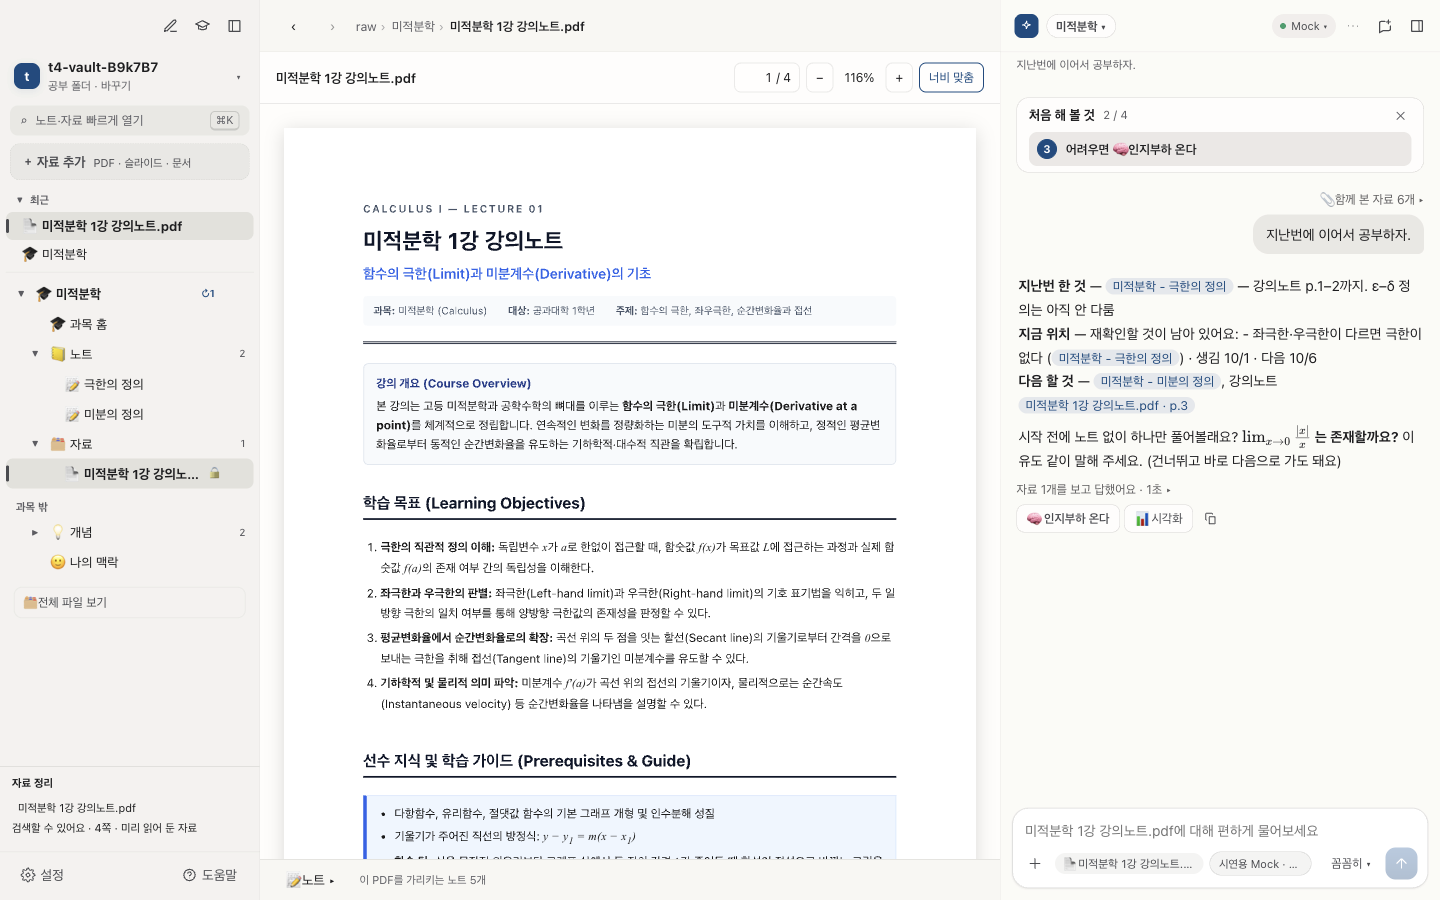 t
t4-vault-B9k7B7
공부 폴더 · 바꾸기
노트·자료 빠르게 열기 ⌘K
+ 자료 추가 PDF · 슬라이드 · 문서
최근
미적분학 1강 강의노트.pdf
미적분학
미적분학 1
과목 홈
노트 2
극한의 정의
미분의 정의
자료 1
미적분학 1강 강의노...
과목 밖
개념 2
나의 맥락
전체 파일 보기
자료 정리
미적분학 1강 강의노트.pdf
검색할 수 있어요 · 4쪽 · 미리 읽어 둔 자료
설정 도움말
‹ › raw › 미적분학 › 미적분학 1강 강의노트.pdf
미적분학 1강 강의노트.pdf 1 / 4 − 116% + 너비 맞춤
CALCULUS I — LECTURE 01
미적분학 1강 강의노트
함수의 극한(Limit)과 미분계수(Derivative)의 기초
과목: 미적분학 (Calculus) 대상: 공과대학 1학년 주제: 함수의 극한, 좌우극한, 순간변화율과 접선
강의 개요 (Course Overview)
본 강의는 고등 미적분학과 공학수학의 뼈대를 이루는 함수의 극한(Limit)과 미분계수(Derivative at a
point)를 체계적으로 정립합니다. 연속적인 변화를 정량화하는 미분의 도구적 가치를 이해하고, 정적인 평균변
화율로부터 동적인 순간변화율을 유도하는 기하학적·대수적 직관을 확립합니다.
학습 목표 (Learning Objectives)
1. 극한의 직관적 정의 이해: 독립변수 x가 a로 한없이 접근할 때, 함숫값 f(x)가 목표값 L에 접근하는 과정과 실제 함
숫값 f(a)의 존재 여부 간의 독립성을 이해한다.
2. 좌극한과 우극한의 판별: 좌극한(Left-hand limit)과 우극한(Right-hand limit)의 기호 표기법을 익히고, 두 일
방향 극한의 일치 여부를 통해 양방향 극한값의 존재성을 판정할 수 있다.
3. 평균변화율에서 순간변화율로의 확장: 곡선 위의 두 점을 잇는 할선(Secant line)의 기울기로부터 간격을 0으로
보내는 극한을 취해 접선(Tangent line)의 기울기인 미분계수를 유도할 수 있다.
4. 기하학적 및 물리적 의미 파악: 미분계수 f'(a)가 곡선 위의 접선의 기울기이자, 물리적으로는 순간속도
(Instantaneous velocity) 등 순간변화율을 나타냄을 설명할 수 있다.
선수 지식 및 학습 가이드 (Prerequisites & Guide)
• 다항함수, 유리함수, 절댓값 함수의 기본 그래프 개형 및 인수분해 성질
• 기울기가 주어진 직선의 방정식: y − y₁ = m(x − x₁)
노트 이 PDF를 가리키는 노트 5개
미적분학 Mock ···
지난번에 이어서 공부하자.
처음 해 볼 것 2 / 4
3 어려우면 🧠인지부하 온다
📎함께 본 자료 6개
지난번에 이어서 공부하자.
지난번 한 것 — 미적분학 - 극한의 정의 — 강의노트 p.1–2까지. ε–δ 정
의는 아직 안 다룸
지금 위치 — 재확인할 것이 남아 있어요: - 좌극한·우극한이 다르면 극한이
없다 ( 미적분학 - 극한의 정의 ) · 생김 10/1 · 다음 10/6
다음 할 것 — 미적분학 - 미분의 정의 , 강의노트
미적분학 1강 강의노트.pdf · p.3
시작 전에 노트 없이 하나만 풀어볼래요? lim x→0 |x|/x 는 존재할까요? 이
유도 같이 말해 주세요. (건너뛰고 바로 다음으로 가도 돼요)
자료 1개를 보고 답했어요 · 1초
🧠인지부하 온다 📊시각화
미적분학 1강 강의노트.pdf에 대해 편하게 물어보세요
+ 미적분학 1강 강의노트.... 시연용 Mock · ... 꼼꼼히